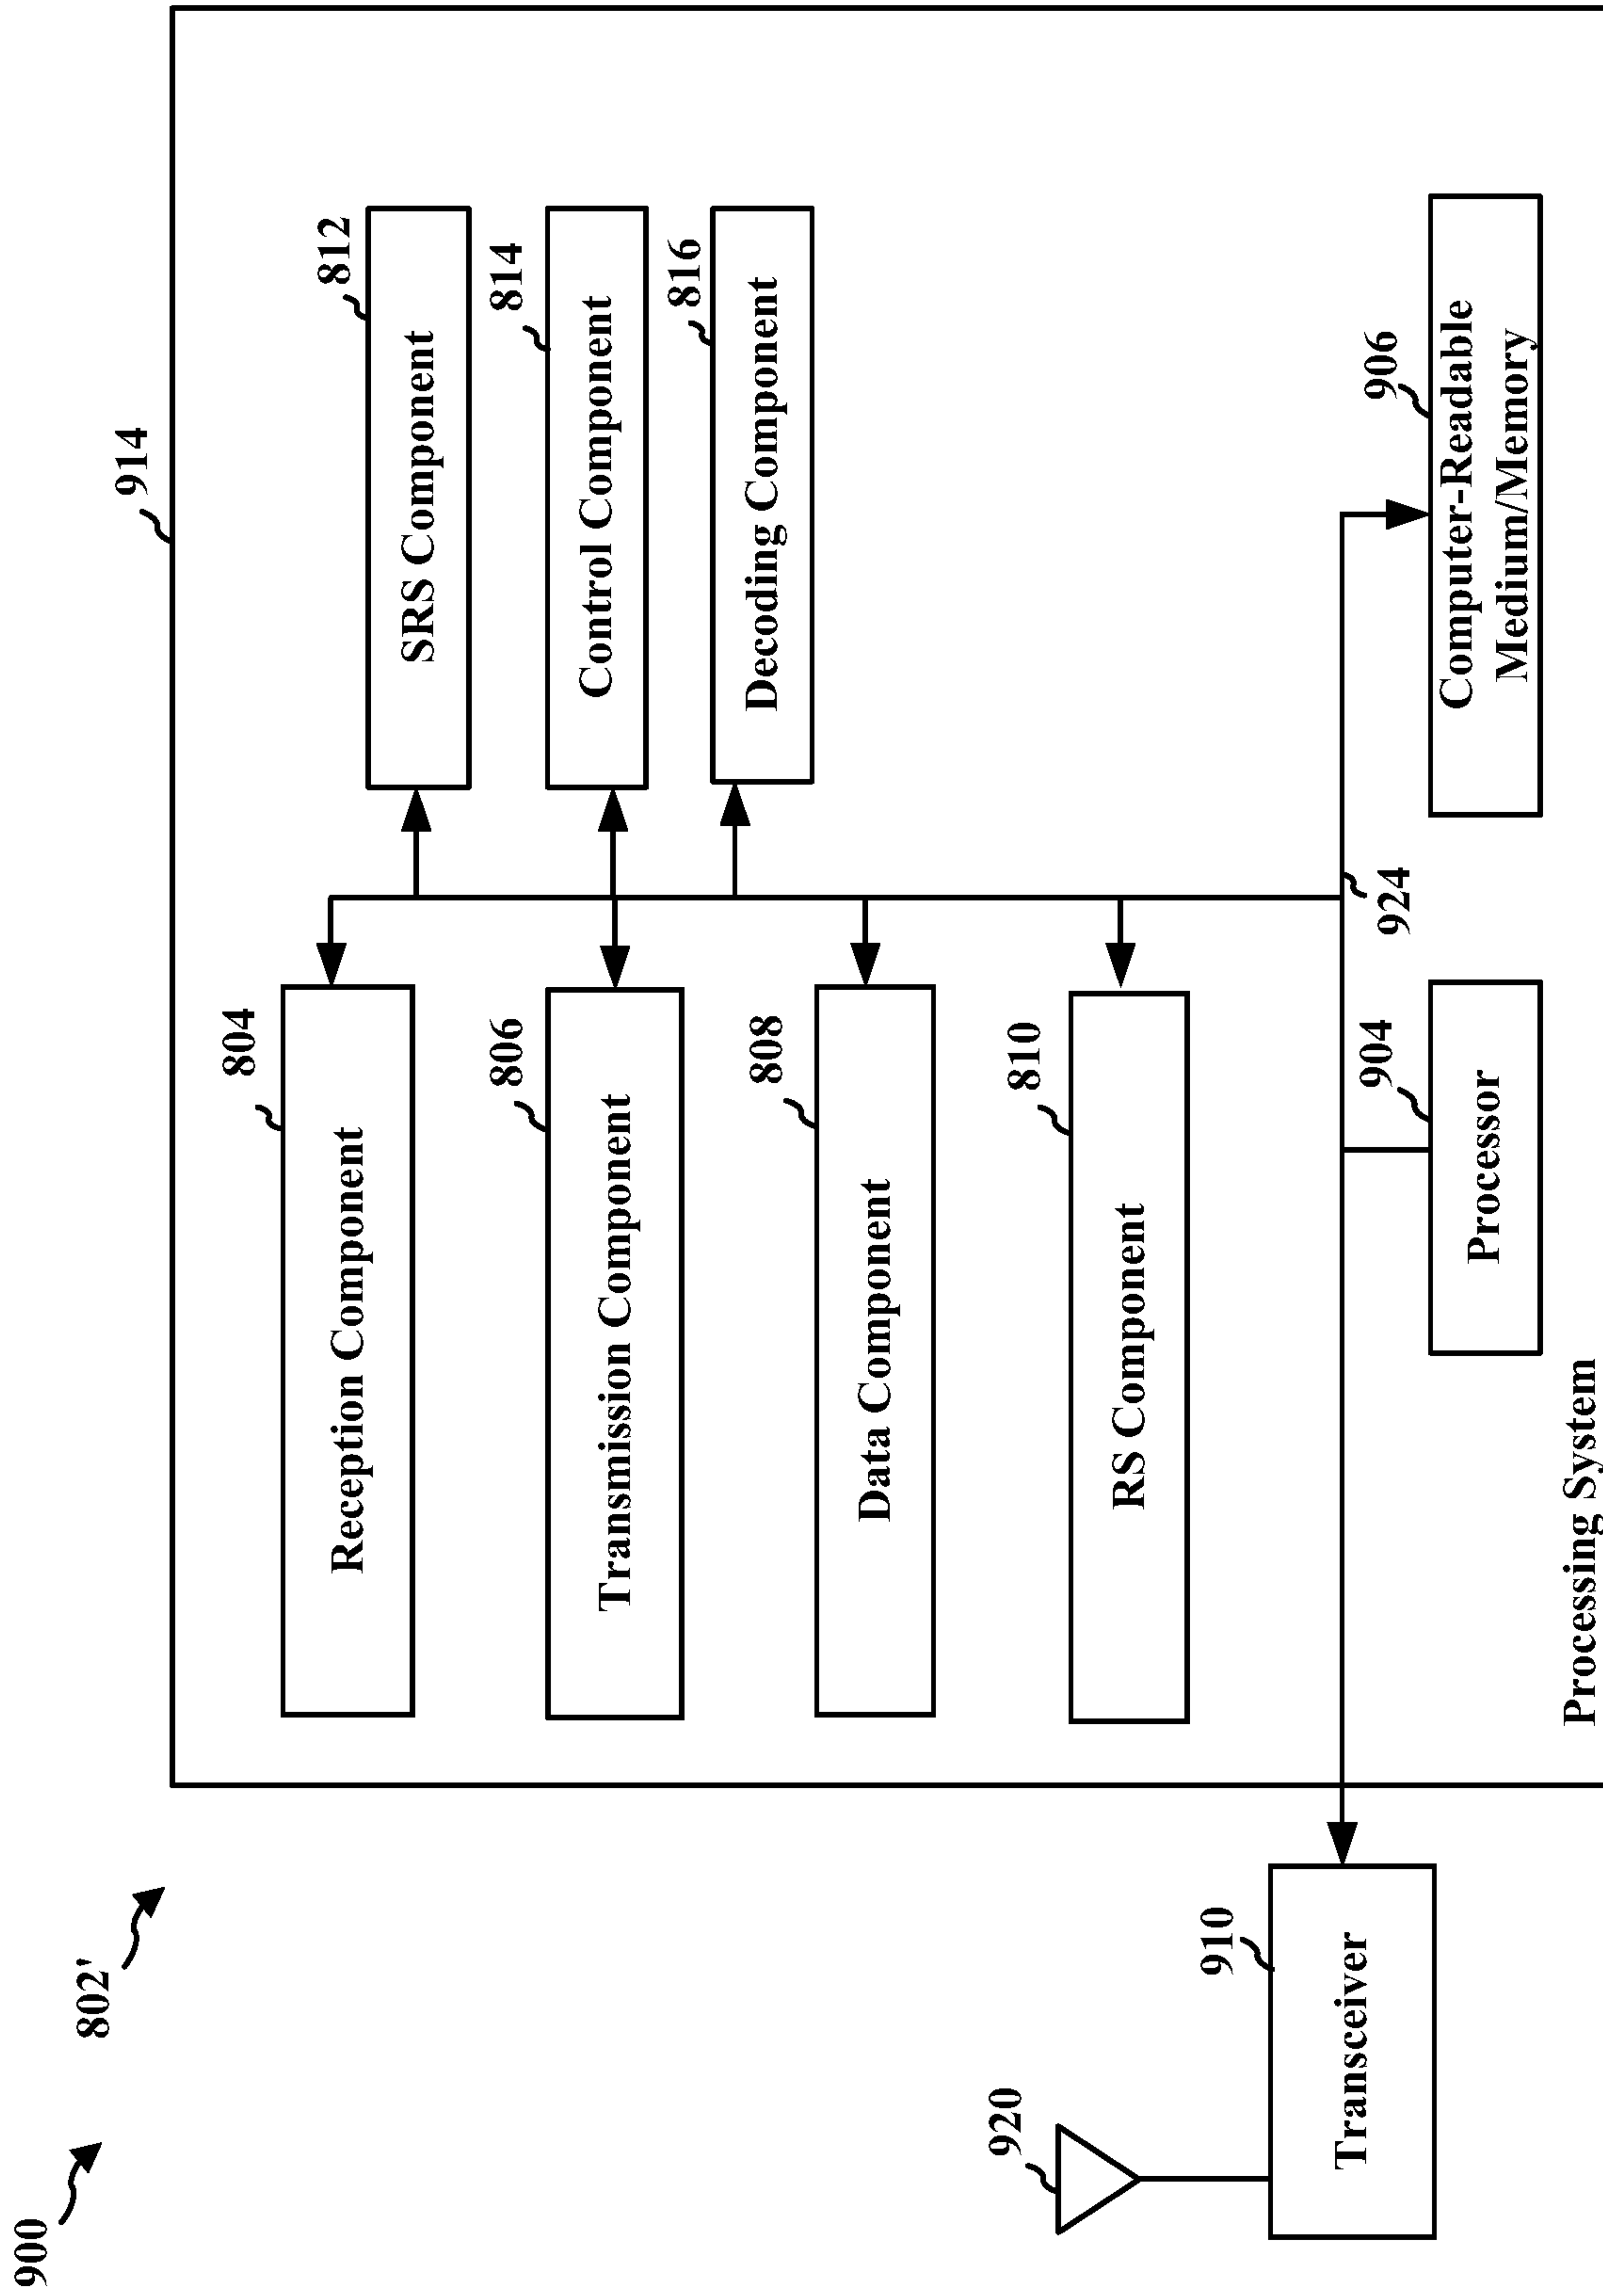 900
802'
914
804
Reception Component
812
SRS Component
806
Transmission Component
814
Control Component
808
Data Component
816
Decoding Component
810
RS Component
920
910
Transceiver
924
904
Processor
906
Computer-Readable
Medium/Memory
Processing System